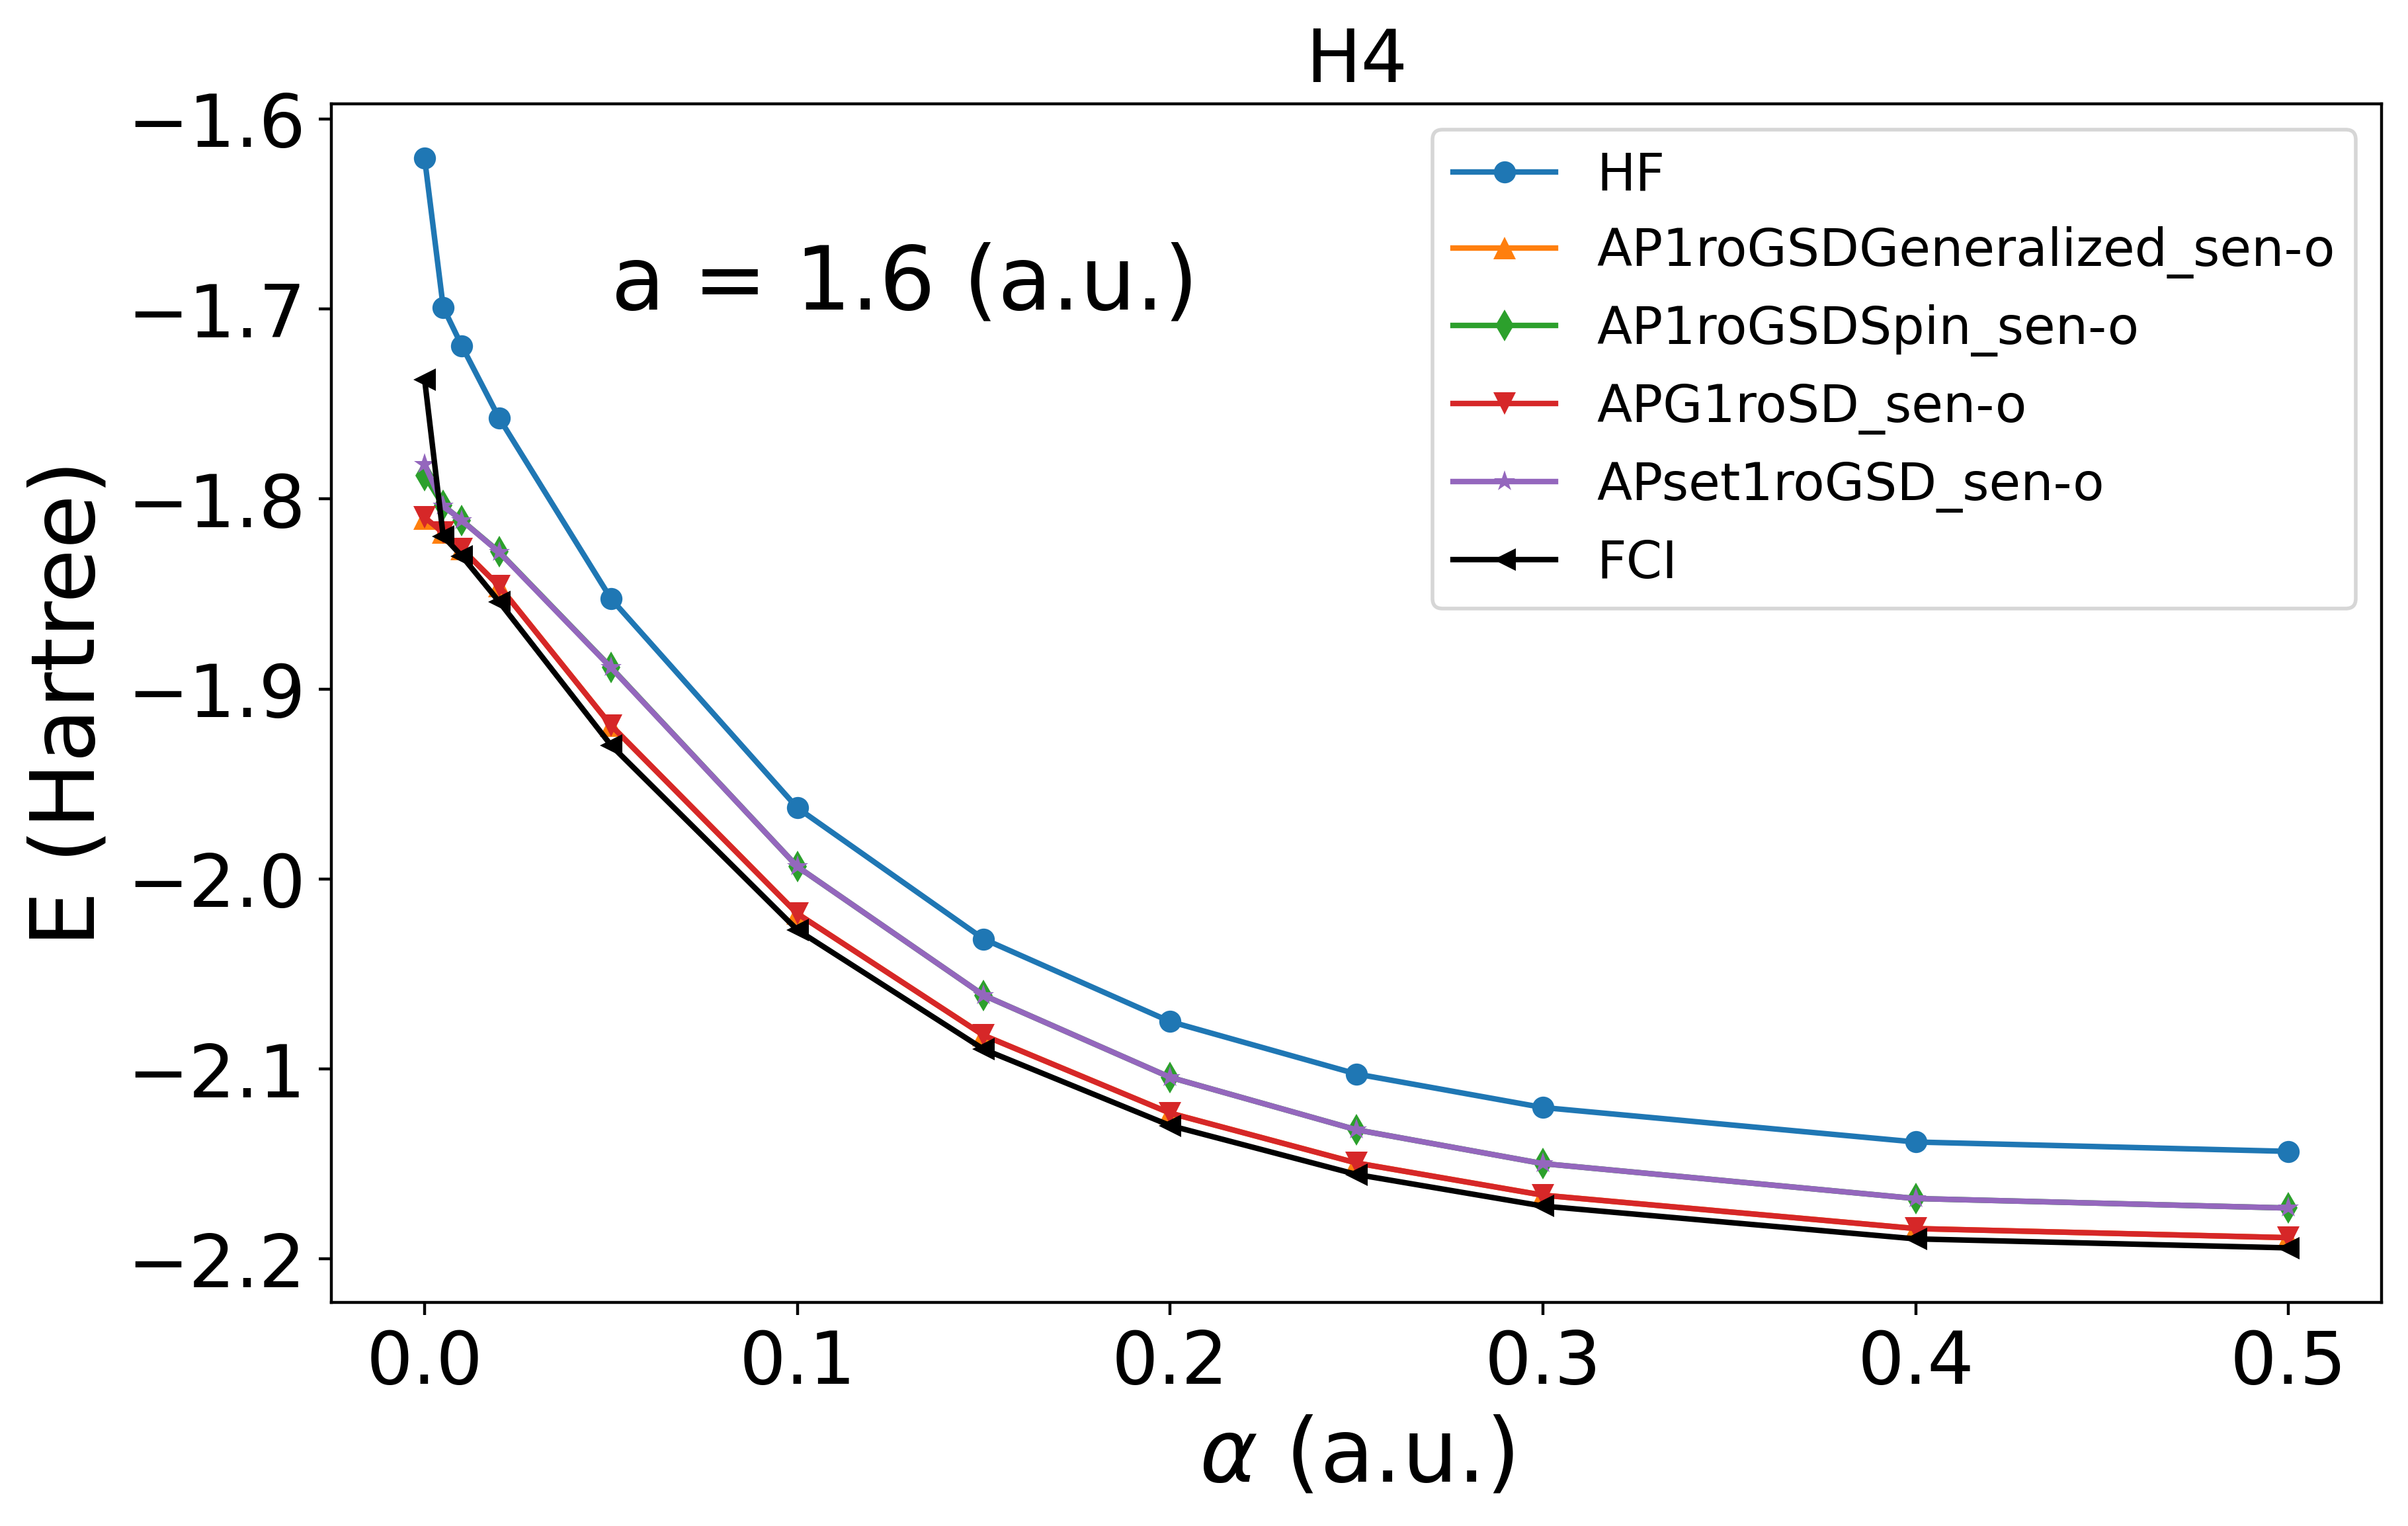 H4
E (Hartree)
−1.6
−1.7
−1.8
−1.9
−2.0
−2.1
−2.2
a = 1.6 (a.u.)
HF
AP1roGSDGeneralized_sen-o
AP1roGSDSpin_sen-o
APG1roSD_sen-o
APset1roGSD_sen-o
FCI
0.0 0.1 0.2 0.3 0.4 0.5
α (a.u.)